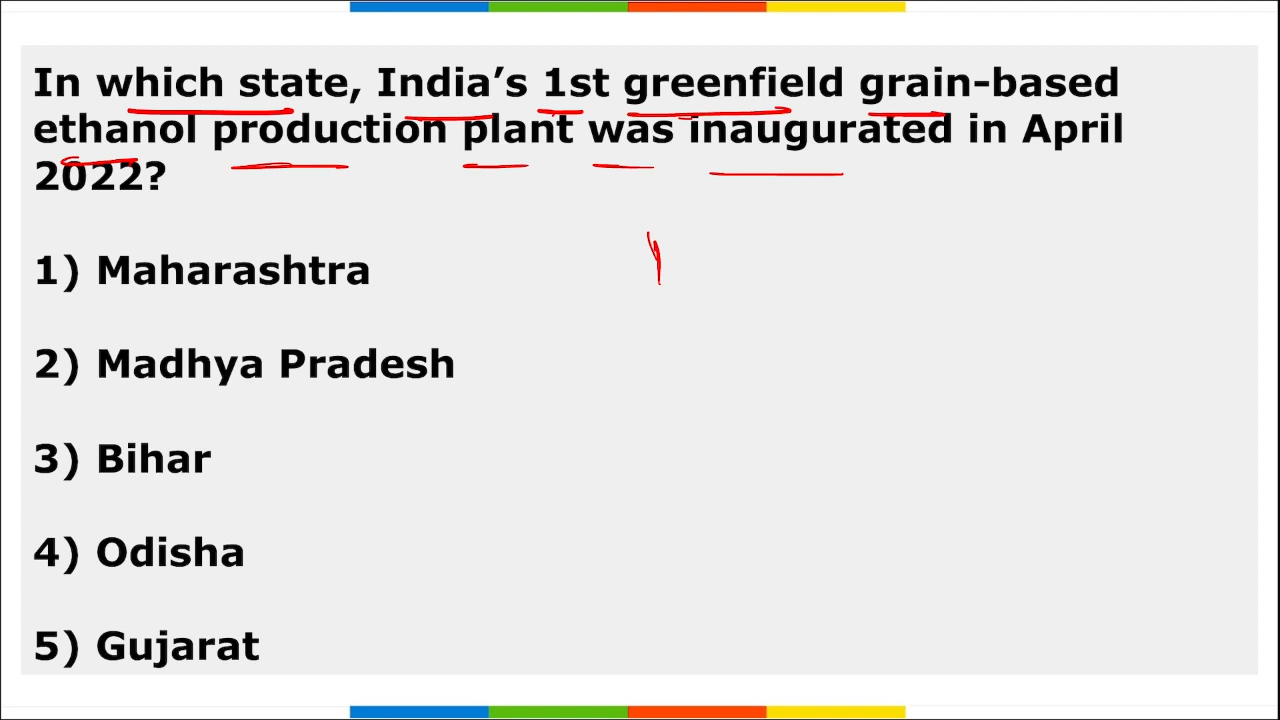 In which state, India’s 1st greenfield grain-based
ethanol production plant was inaugurated in April
2022?
1) Maharashtra
2) Madhya Pradesh
3) Bihar
4) Odisha
5) Gujarat